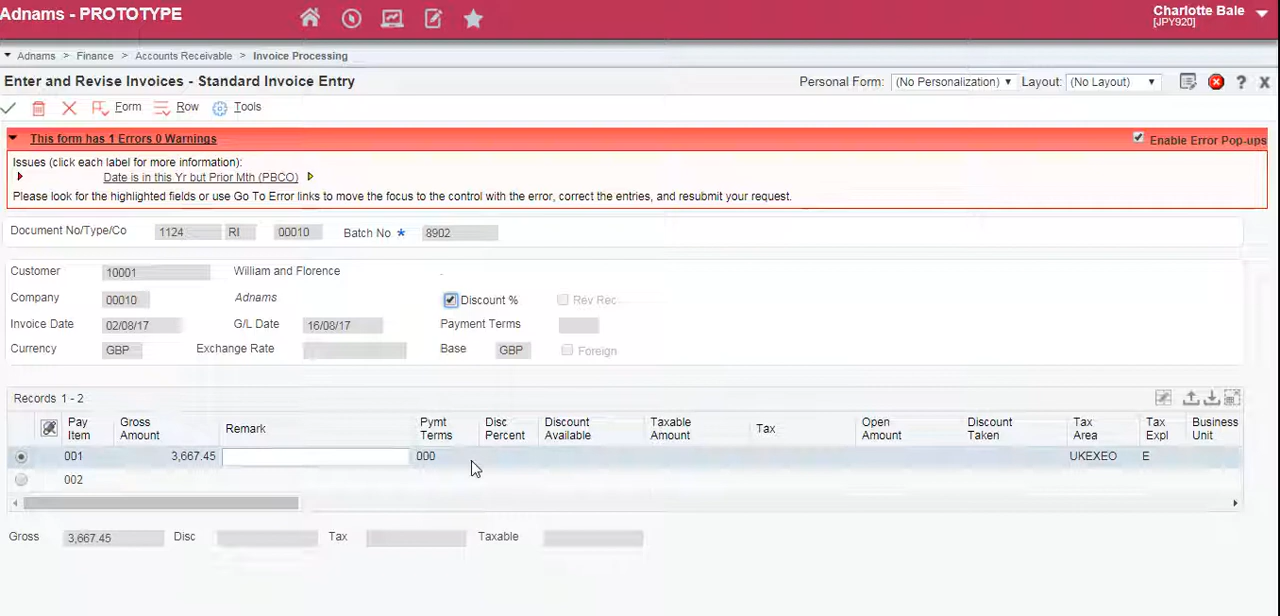 Adnams - PROTOTYPE
Charlotte Bale
[JPY920]
Adnams > Finance > Accounts Receivable > Invoice Processing
Enter and Revise Invoices - Standard Invoice Entry
Personal Form: (No Personalization) Layout: (No Layout)
Form Row Tools
This form has 1 Errors 0 Warnings
Enable Error Pop-ups
Issues (click each label for more information):
Date is in this Yr but Prior Mth (PBCO)
Please look for the highlighted fields or use Go To Error links to move the focus to the control with the error, correct the entries, and resubmit your request.
Document No/Type/Co 1124 RI 00010 Batch No * 8902
Customer 10001 William and Florence
Company 00010 Adnams Discount % Rev Rec
Invoice Date 02/08/17 G/L Date 16/08/17 Payment Terms
Currency GBP Exchange Rate Base GBP Foreign
Records 1 - 2
Pay Item Gross Amount Remark Pymt Terms Disc Percent Discount Available Taxable Amount Tax Open Amount Discount Taken Tax Area Tax Expl Business Unit
001 3,667.45 000 UKEXEO E
002
Gross 3,667.45 Disc Tax Taxable